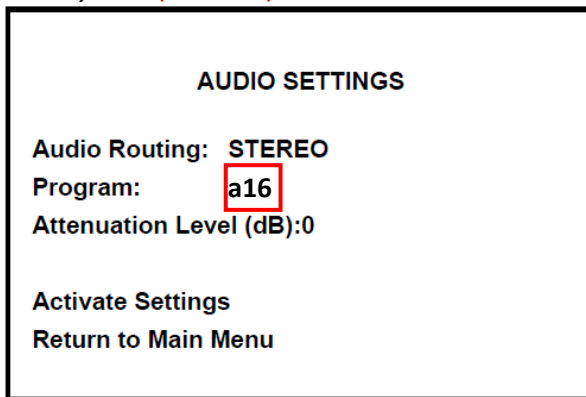 AUDIO SETTINGS
Audio Routing: STEREO
Program: a16
Attenuation Level (dB):0
Activate Settings
Return to Main Menu